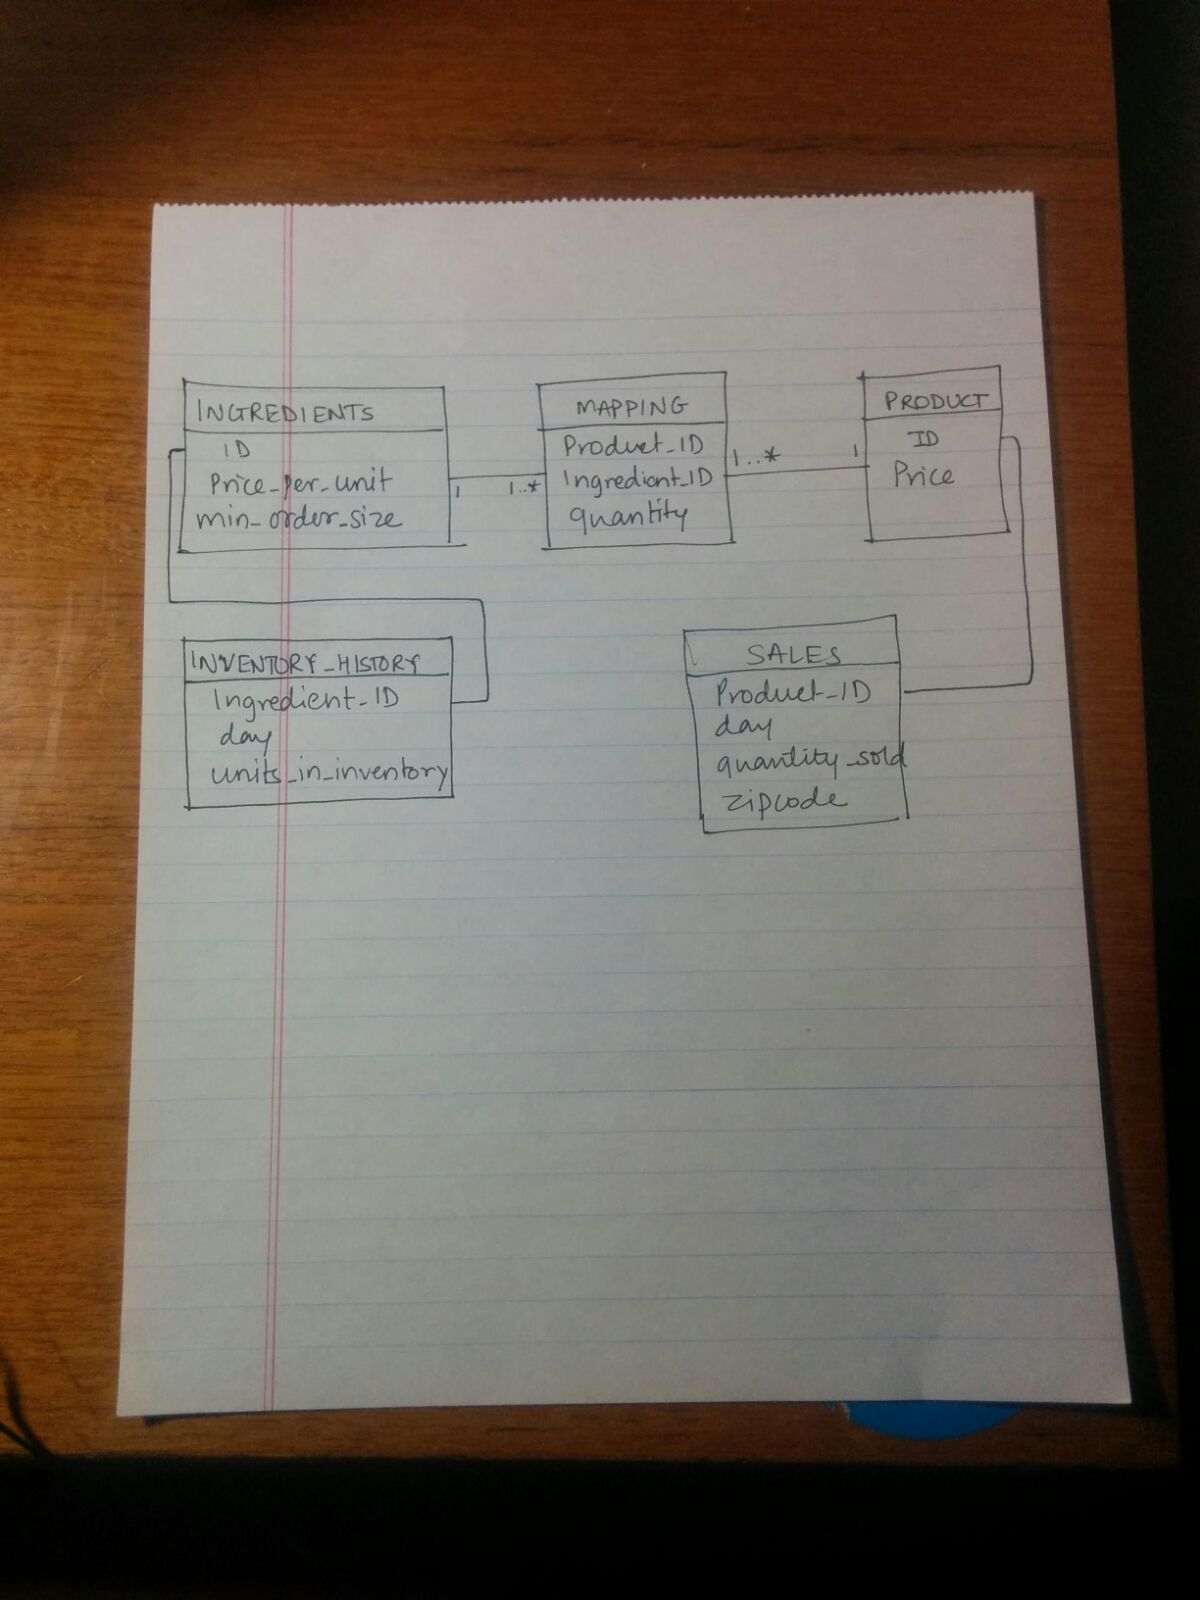 INGREDIENTS
ID
Price_per_unit
min_order_size
1
1..*
MAPPING
Product_ID
Ingredient_ID
quantity
1..*
1
PRODUCT
ID
Price
INVENTORY_HISTORY
Ingredient_ID
day
units_in_inventory
SALES
Product_ID
day
quantity_sold
zipcode